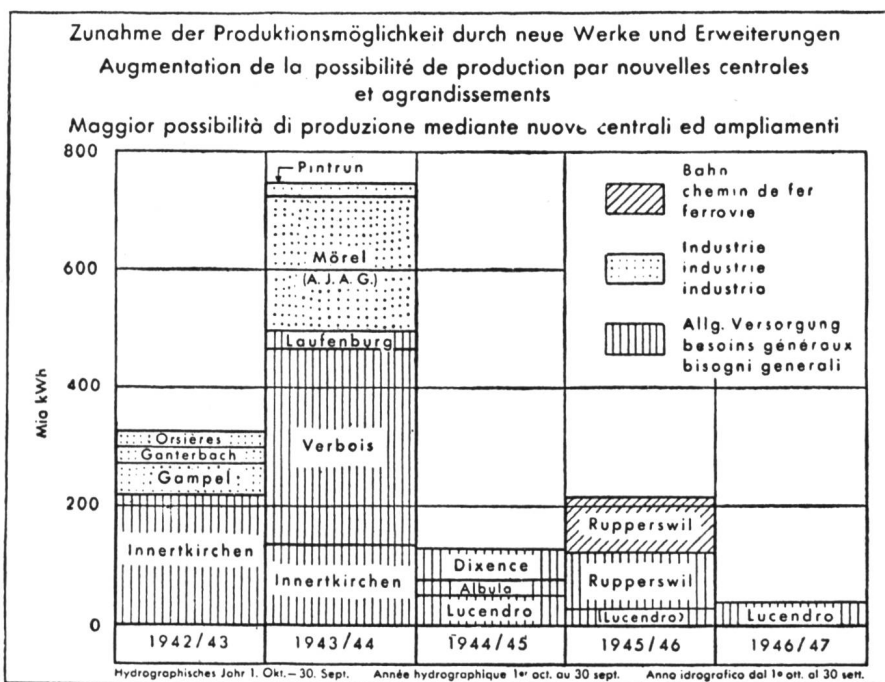 Zunahme der Produktionsmöglichkeit durch neue Werke und Erweiterungen
Augmentation de la possibilité de production par nouvelles centrales
et agrandissements
Maggior possibilità di produzione mediante nuove centrali ed ampliamenti
800
Pintrun
Bahn
chemin de fer
ferrovie
Mörel
(A. J. A. G.)
600
Industrie
industrie
industria
Laufenburg
Allg. Versorgung
besoins généraux
bisogni generali
Mia kWh
400
Orsières
Ganterbach
Gampel
Verbois
200
Rupperswil
Innertkirchen
Innertkirchen
Dixence
Albula
Lucendro
Rupperswil
(Lucendro)
Lucendro
0
1942/43
1943/44
1944/45
1945/46
1946/47
Hydrographisches Jahr 1. Okt.–30. Sept. Année hydrographique 1er oct. au 30 sept. Anno idrografico dal 1º ott. al 30 sett.